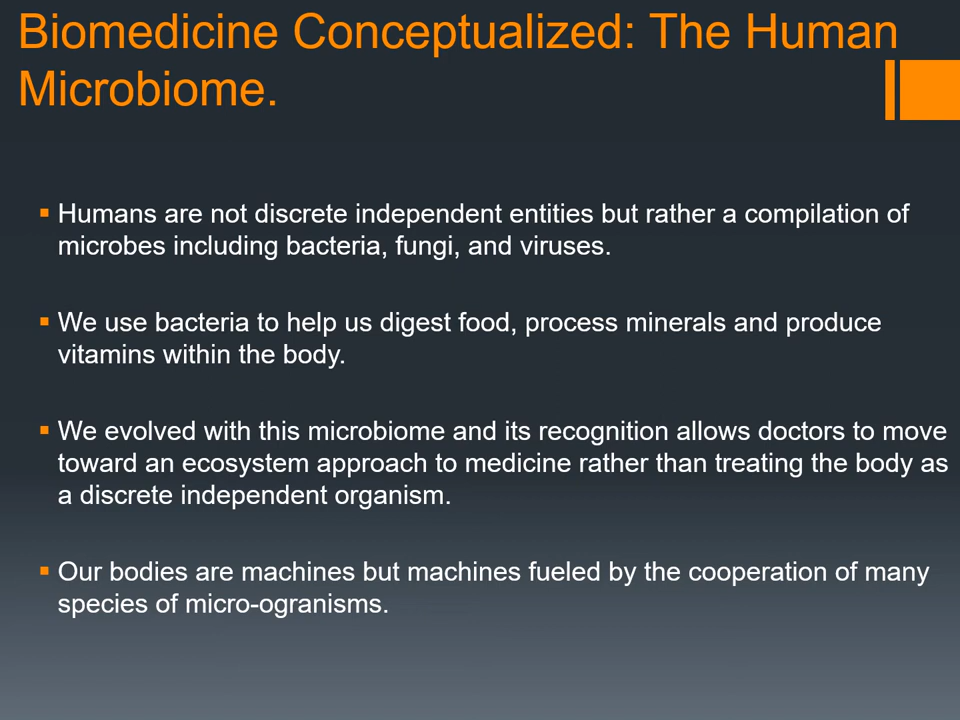 Biomedicine Conceptualized: The Human
Microbiome.
Humans are not discrete independent entities but rather a compilation of
microbes including bacteria, fungi, and viruses.
We use bacteria to help us digest food, process minerals and produce
vitamins within the body.
We evolved with this microbiome and its recognition allows doctors to move
toward an ecosystem approach to medicine rather than treating the body as
a discrete independent organism.
Our bodies are machines but machines fueled by the cooperation of many
species of micro-ogranisms.